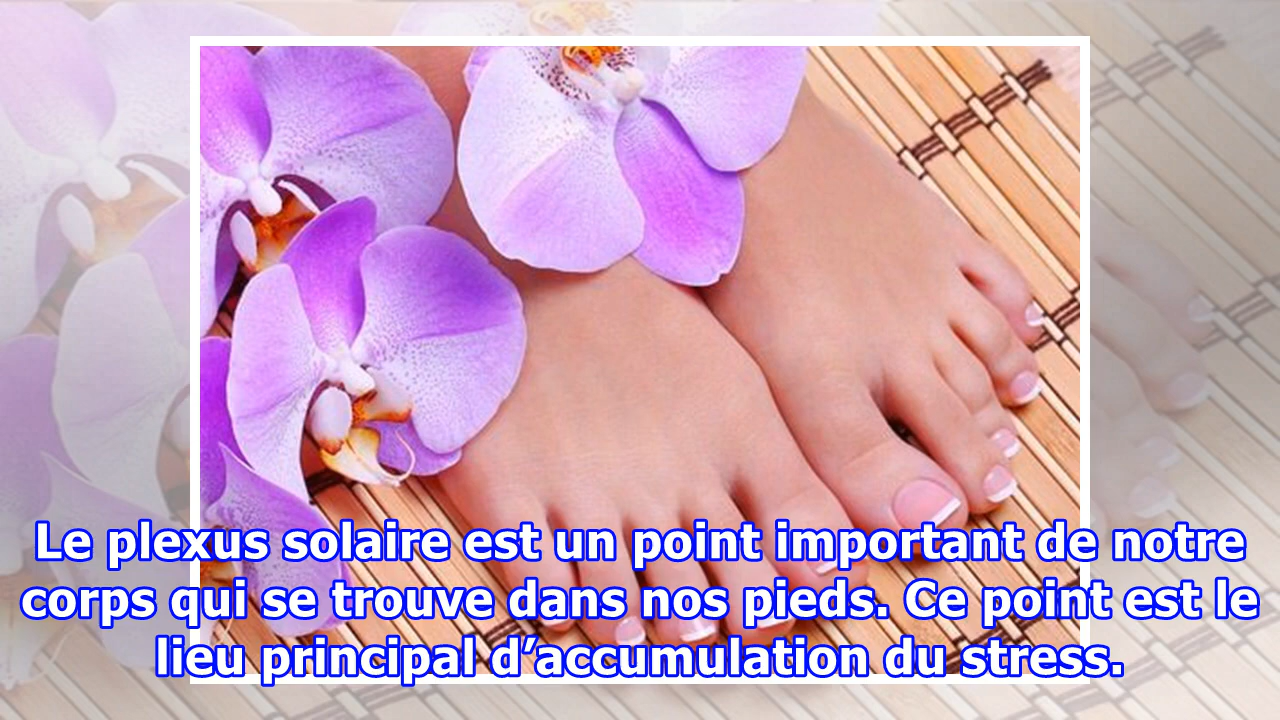 Le plexus solaire est un point important de notre
corps qui se trouve dans nos pieds. Ce point est le
lieu principal d’accumulation du stress.